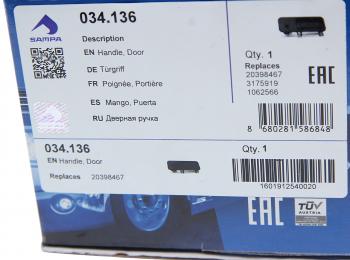 034.136
SAMPA
Description
EN Handle, Door
DE Türgriff
FR Poignée, Portière
ES Mango, Puerta
RU Дверная ручка
Qty. 1
Replaces
20398467
3175919
1062566
EAC
8 680281 586848
034.136
Qty. 1
EN Handle, Door
Replaces 20398467
1601912540020
EAC
TÜV
AUSTRIA